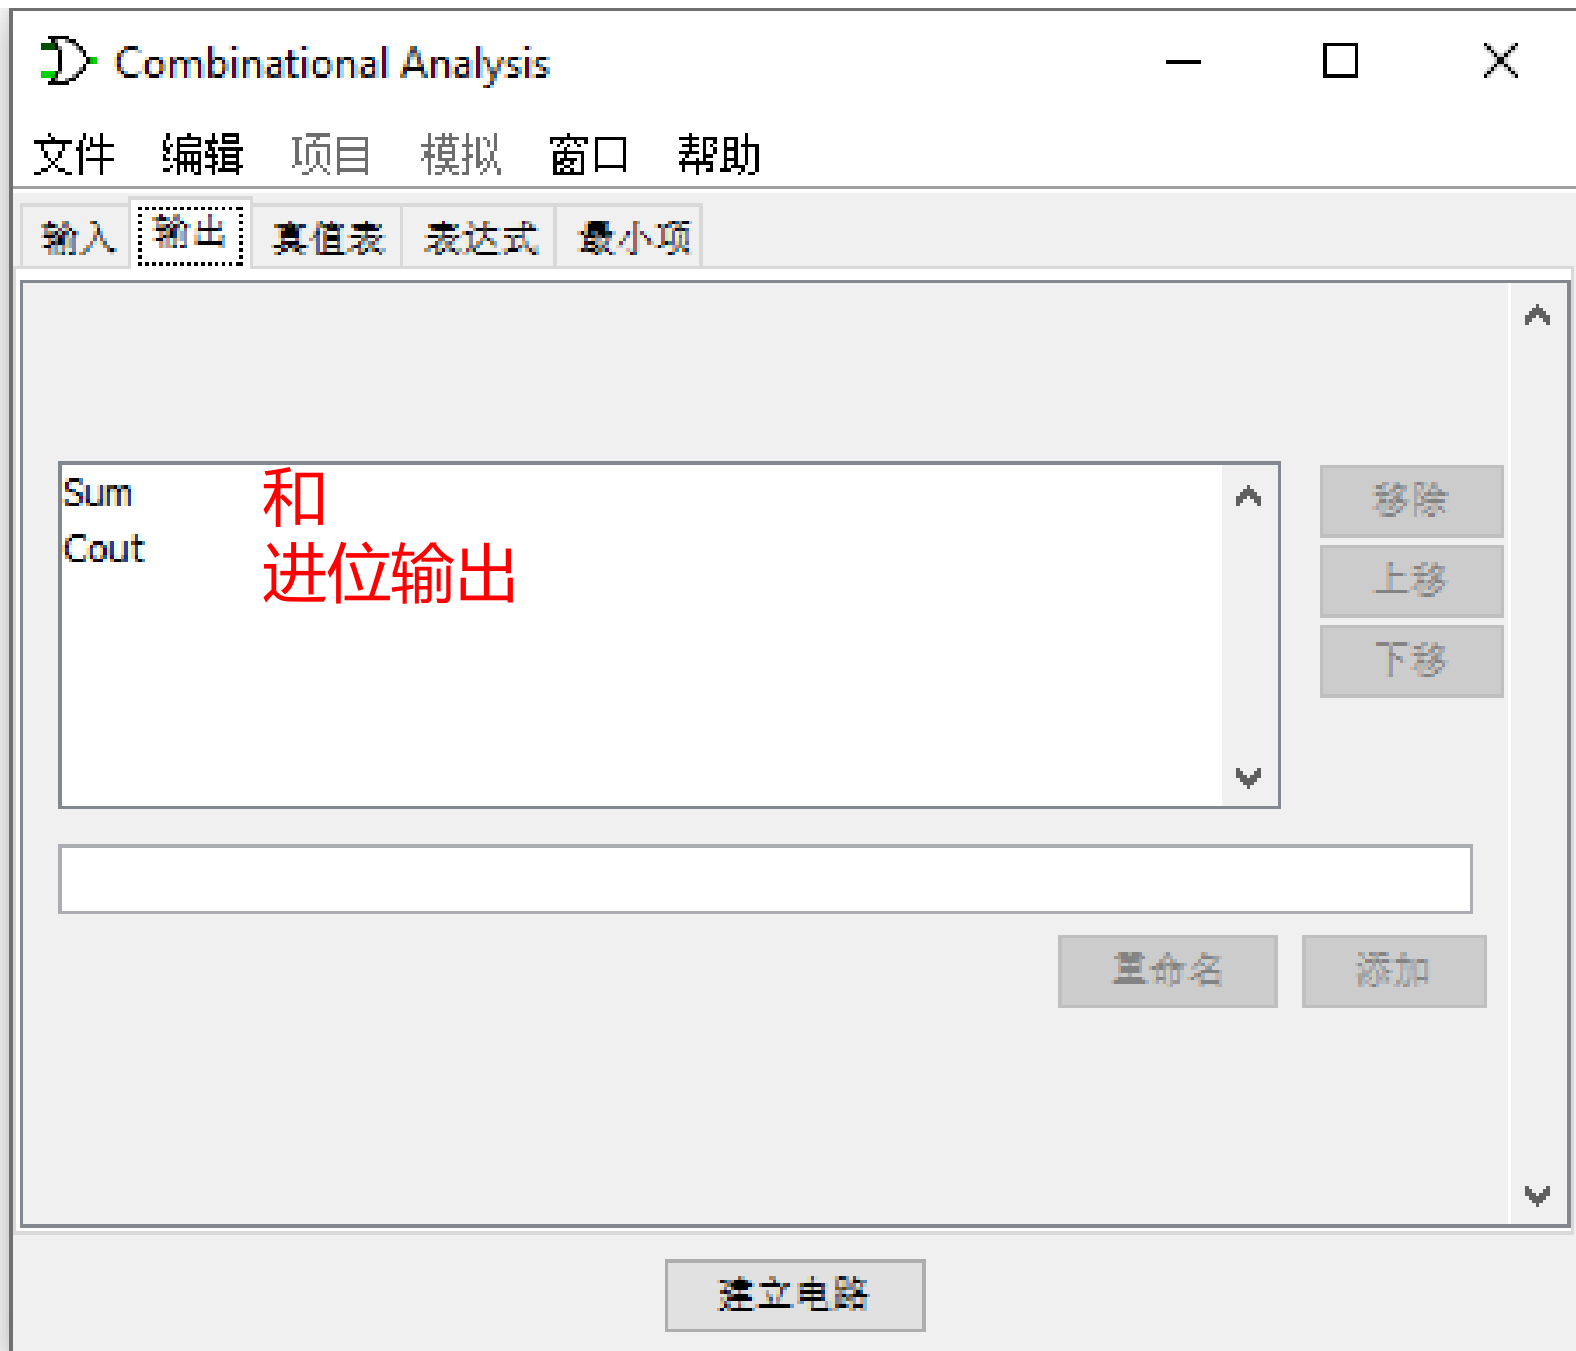 Combinational Analysis
文件 编辑 项目 模拟 窗口 帮助
输入 输出 真值表 表达式 最小项
Sum 和
Cout 进位输出
移除
上移
下移
重命名 添加
建立电路